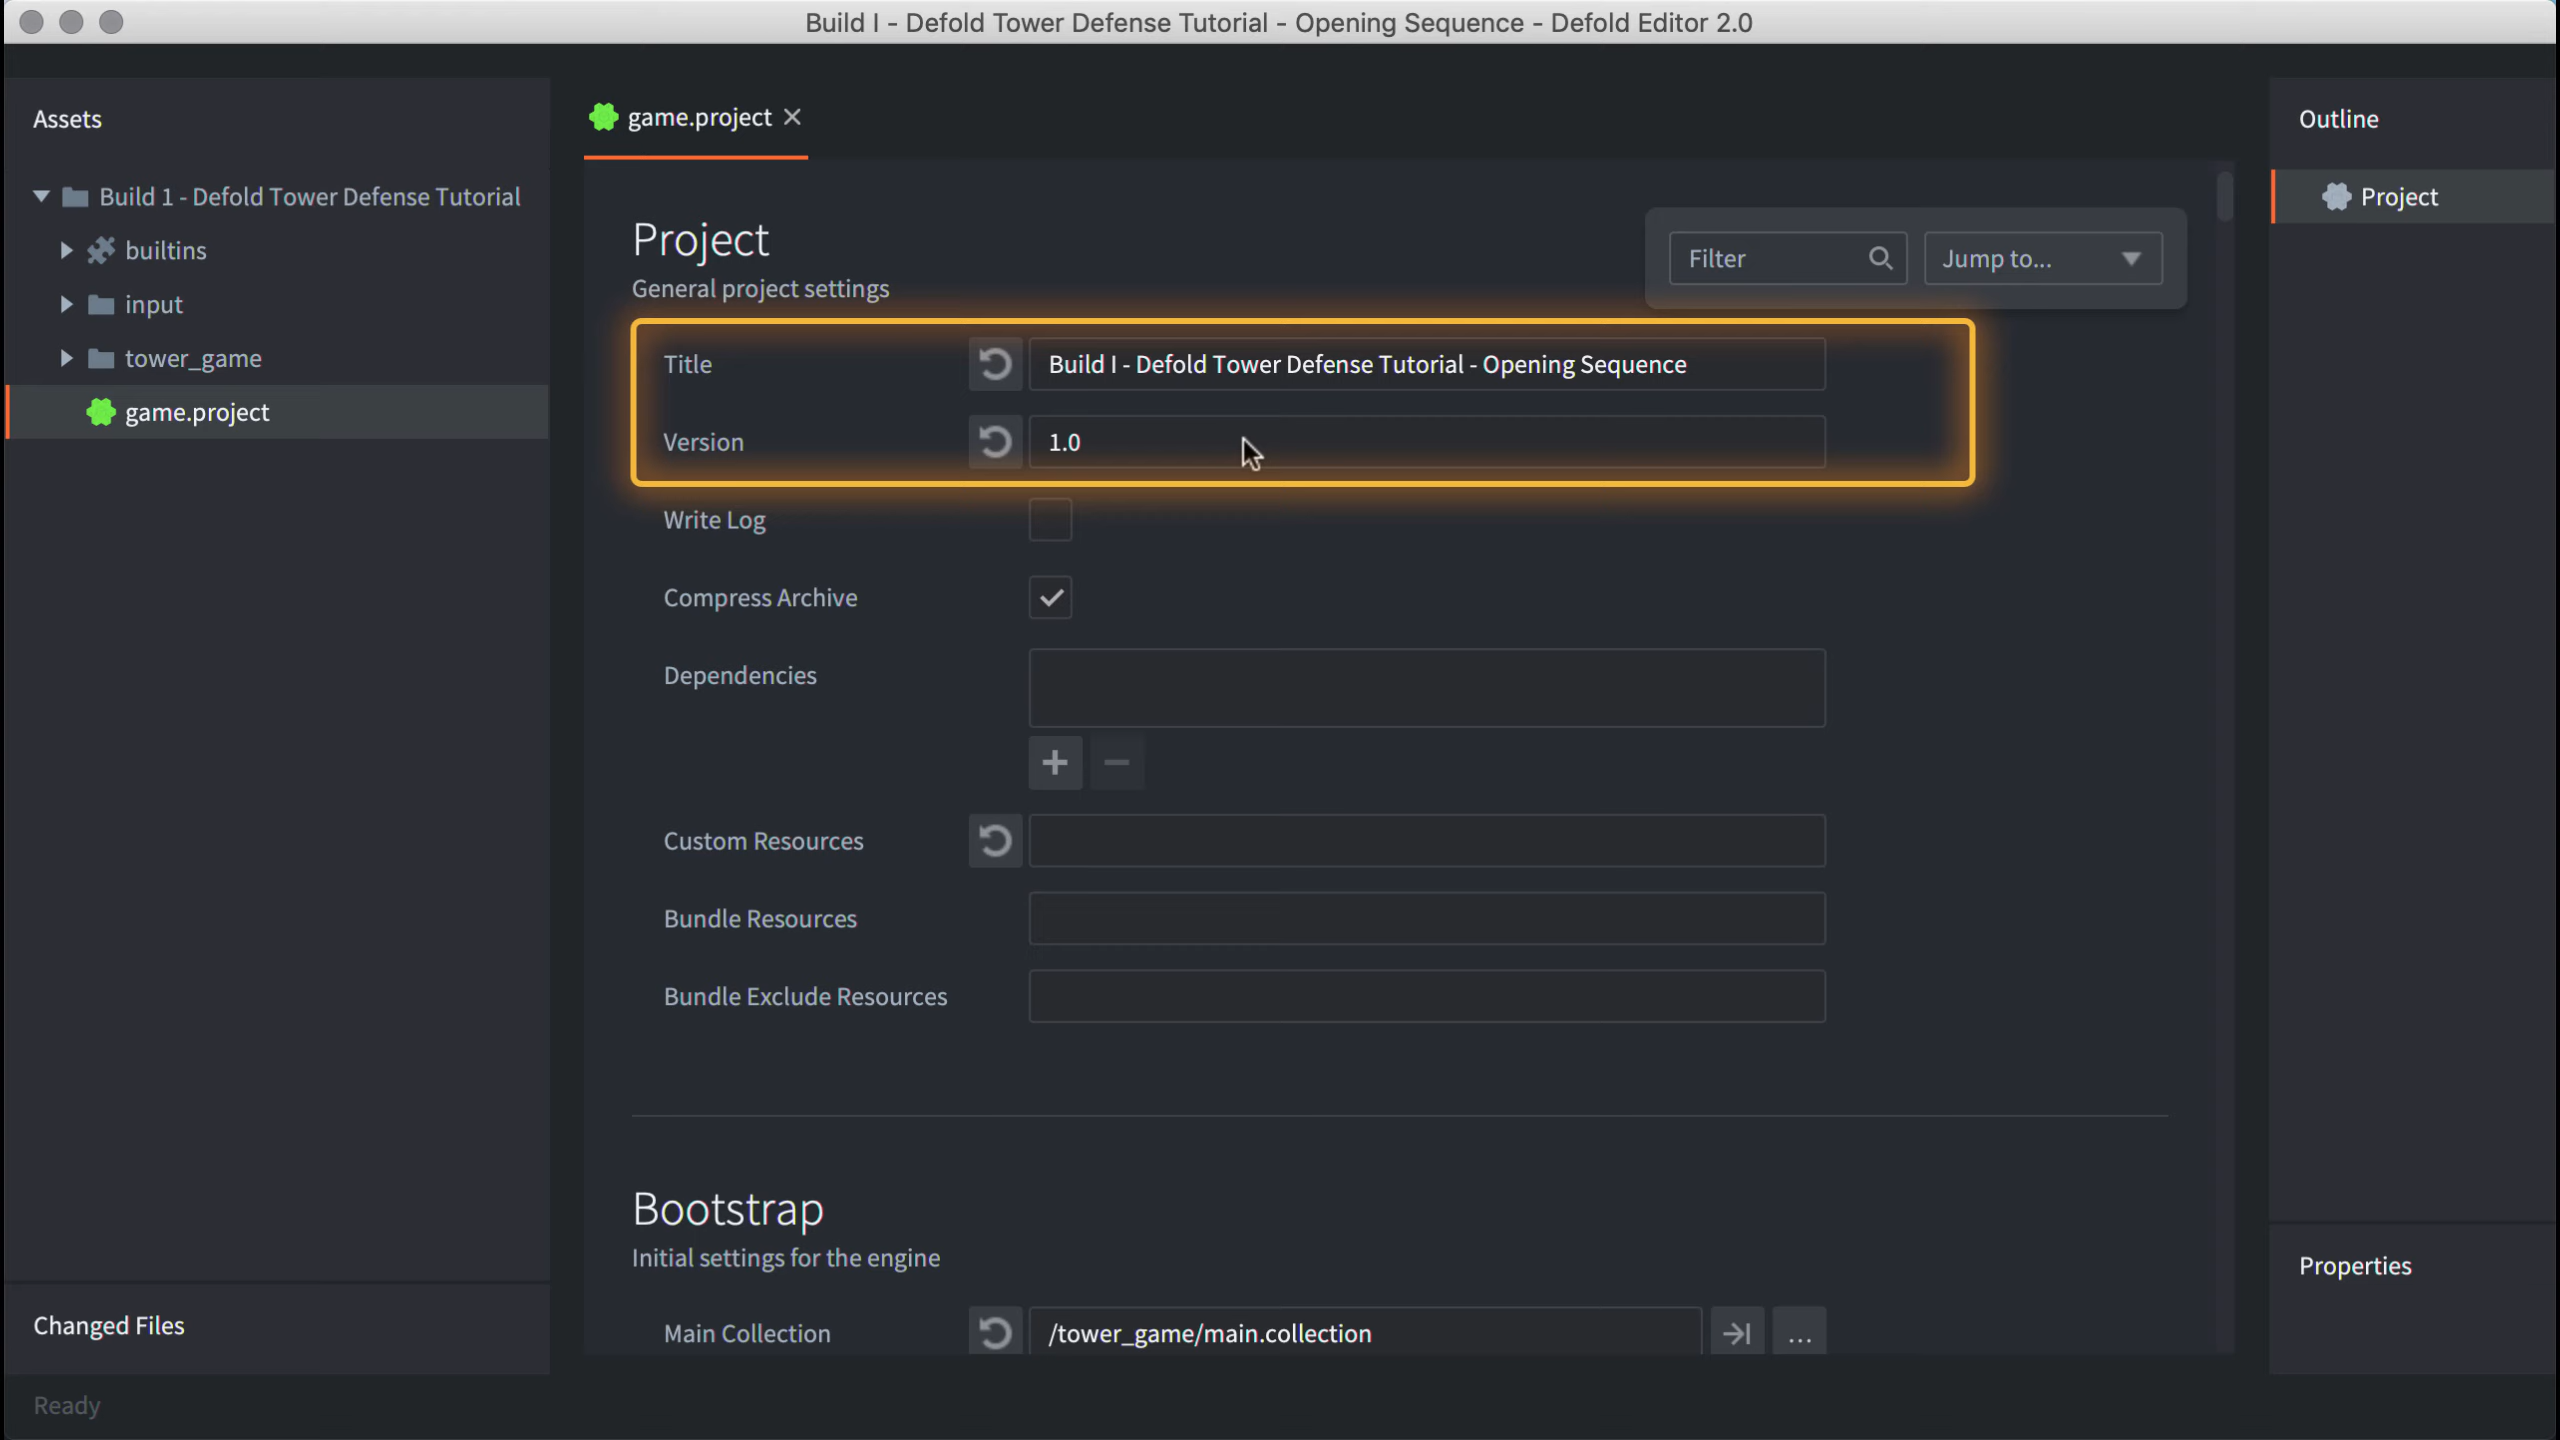 Build I - Defold Tower Defense Tutorial - Opening Sequence - Defold Editor 2.0
Assets
Build 1 - Defold Tower Defense Tutorial
builtins
input
tower_game
game.project
Changed Files
Ready
game.project
Project
General project settings
Filter
Jump to...
Title
Build I - Defold Tower Defense Tutorial - Opening Sequence
Version
1.0
Write Log
Compress Archive
Dependencies
Custom Resources
Bundle Resources
Bundle Exclude Resources
Bootstrap
Initial settings for the engine
Main Collection
/tower_game/main.collection
...
Outline
Project
Properties